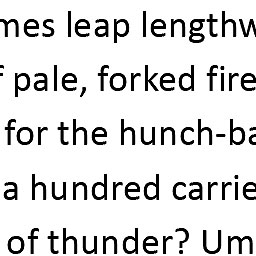 mes leap lengthw
f pale, forked fire
for the hunch-ba
a hundred carrie
of thunder? Um